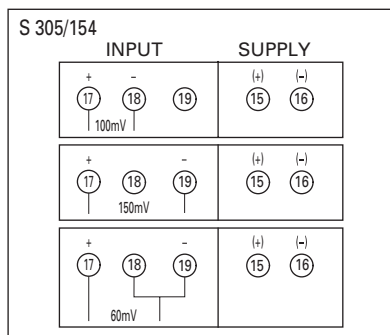 S 305/154
INPUT SUPPLY
+ – (+) (–)
17 18 19 15 16
100mV
+ – (+) (–)
17 18 19 15 16
150mV
+ – (+) (–)
17 18 19 15 16
60mV